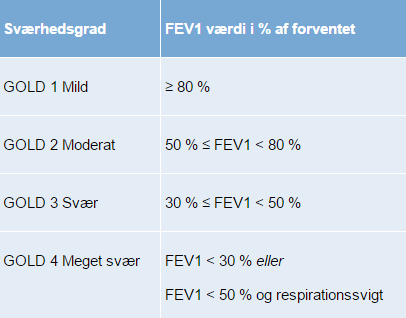 Sværhedsgrad FEV1 værdi i % af forventet
GOLD 1 Mild ≥ 80 %
GOLD 2 Moderat 50 % ≤ FEV1 < 80 %
GOLD 3 Svær 30 % ≤ FEV1 < 50 %
GOLD 4 Meget svær FEV1 < 30 % eller
FEV1 < 50 % og respirationssvigt